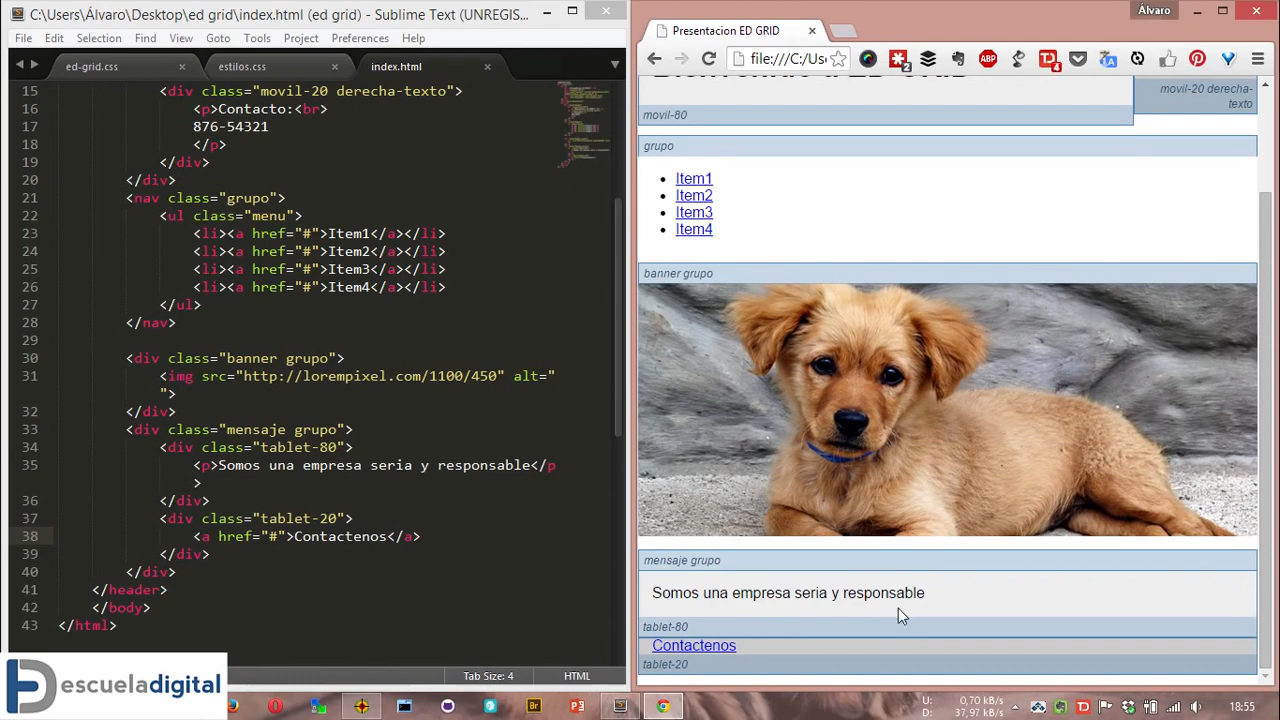 C:\Users\Álvaro\Desktop\ed grid\index.html (ed grid) - Sublime Text (UNREGIS...
File Edit Selection Find View Goto Tools Project Preferences Help
ed-grid.css
estilos.css
index.html
15 <div class="movil-20 derecha-texto">
16 <p>Contacto:<br>
17 876-54321
18 </p>
19 </div>
20 </div>
21 <nav class="grupo">
22 <ul class="menu">
23 <li><a href="#">Item1</a></li>
24 <li><a href="#">Item2</a></li>
25 <li><a href="#">Item3</a></li>
26 <li><a href="#">Item4</a></li>
27 </ul>
28 </nav>
29
30 <div class="banner grupo">
31 <img src="http://lorempixel.com/1100/450" alt="
">
32 </div>
33 <div class="mensaje grupo">
34 <div class="tablet-80">
35 <p>Somos una empresa seria y responsable</p
>
36 </div>
37 <div class="tablet-20">
38 <a href="#">Contactenos</a>
39 </div>
40 </div>
41 </header>
42 </body>
43 </html>
Tab Size: 4 HTML
escueladigital
Álvaro
Presentacion ED GRID
file:///C:/Use
2
ABP
4
movil-20 derecha-
texto
movil-80
grupo
Item1
Item2
Item3
Item4
banner grupo
mensaje grupo
Somos una empresa seria y responsable
tablet-80
Contactenos
tablet-20
Br
U: 0,70 kB/s
D: 37,97 kB/s
18:55